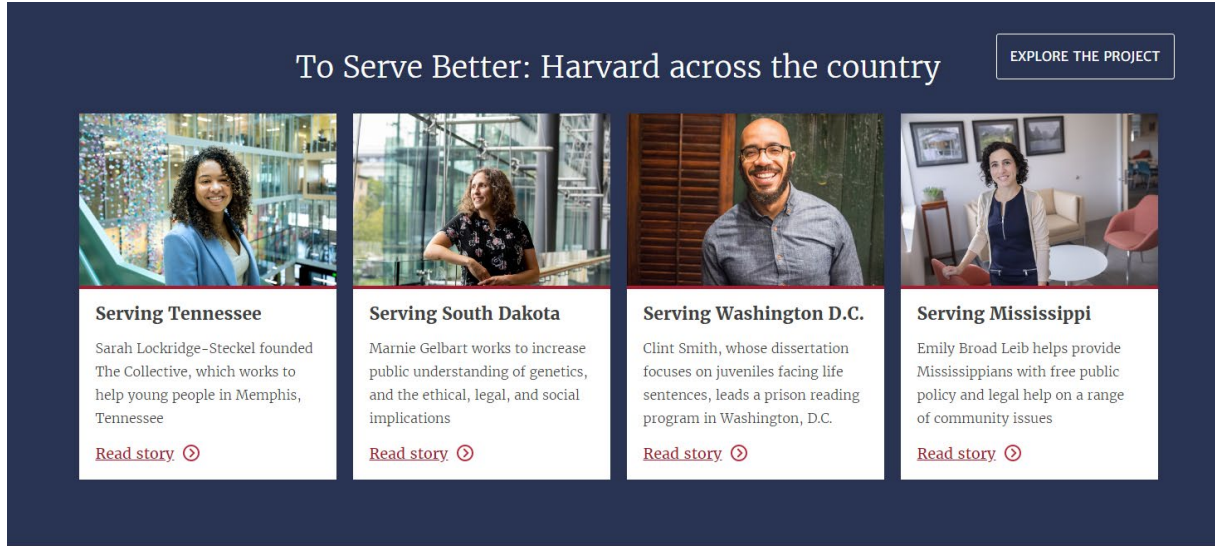 To Serve Better: Harvard across the country
EXPLORE THE PROJECT
Serving Tennessee
Sarah Lockridge-Steckel founded
The Collective, which works to
help young people in Memphis,
Tennessee
Read story
Serving South Dakota
Marnie Gelbart works to increase
public understanding of genetics,
and the ethical, legal, and social
implications
Read story
Serving Washington D.C.
Clint Smith, whose dissertation
focuses on juveniles facing life
sentences, leads a prison reading
program in Washington, D.C.
Read story
Serving Mississippi
Emily Broad Leib helps provide
Mississippians with free public
policy and legal help on a range
of community issues
Read story